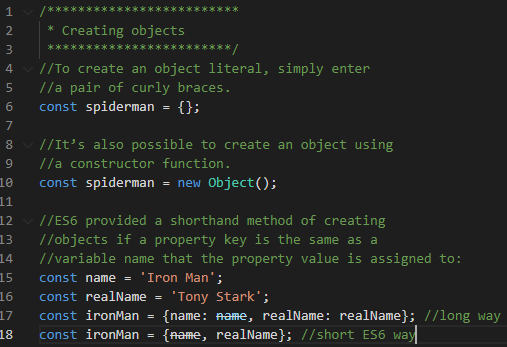 1 /*************************
2 * Creating objects
3 ************************/
4 //To create an object literal, simply enter
5 //a pair of curly braces.
6 const spiderman = {};
7
8 //It’s also possible to create an object using
9 //a constructor function.
10 const spiderman = new Object();
11
12 //ES6 provided a shorthand method of creating
13 //objects if a property key is the same as a
14 //variable name that the property value is assigned to:
15 const name = 'Iron Man';
16 const realName = 'Tony Stark';
17 const ironMan = {name: name, realName: realName}; //long way
18 const ironMan = {name, realName}; //short ES6 way